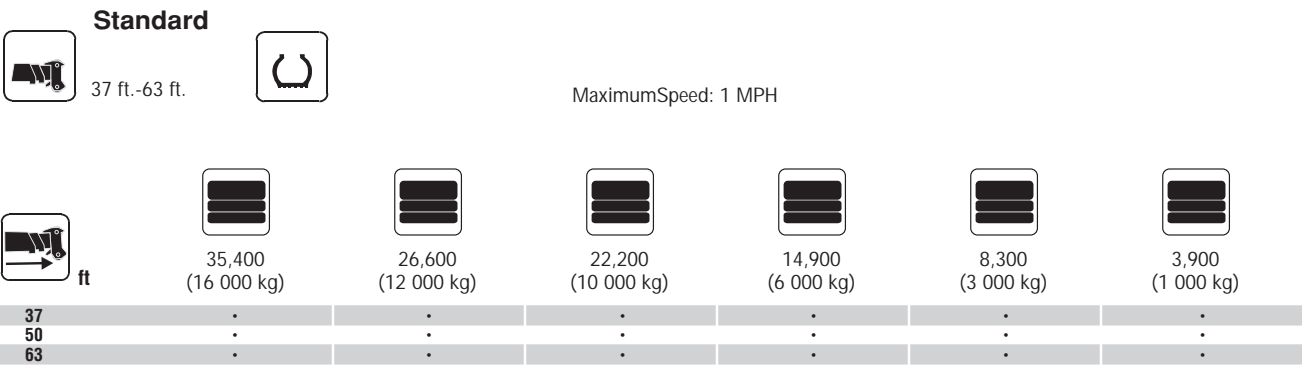 Standard
37 ft.-63 ft.
MaximumSpeed: 1 MPH
ft
35,400 26,600 22,200 14,900 8,300 3,900
(16 000 kg) (12 000 kg) (10 000 kg) (6 000 kg) (3 000 kg) (1 000 kg)
37 • • • • • •
50 • • • • • •
63 • • • • • •